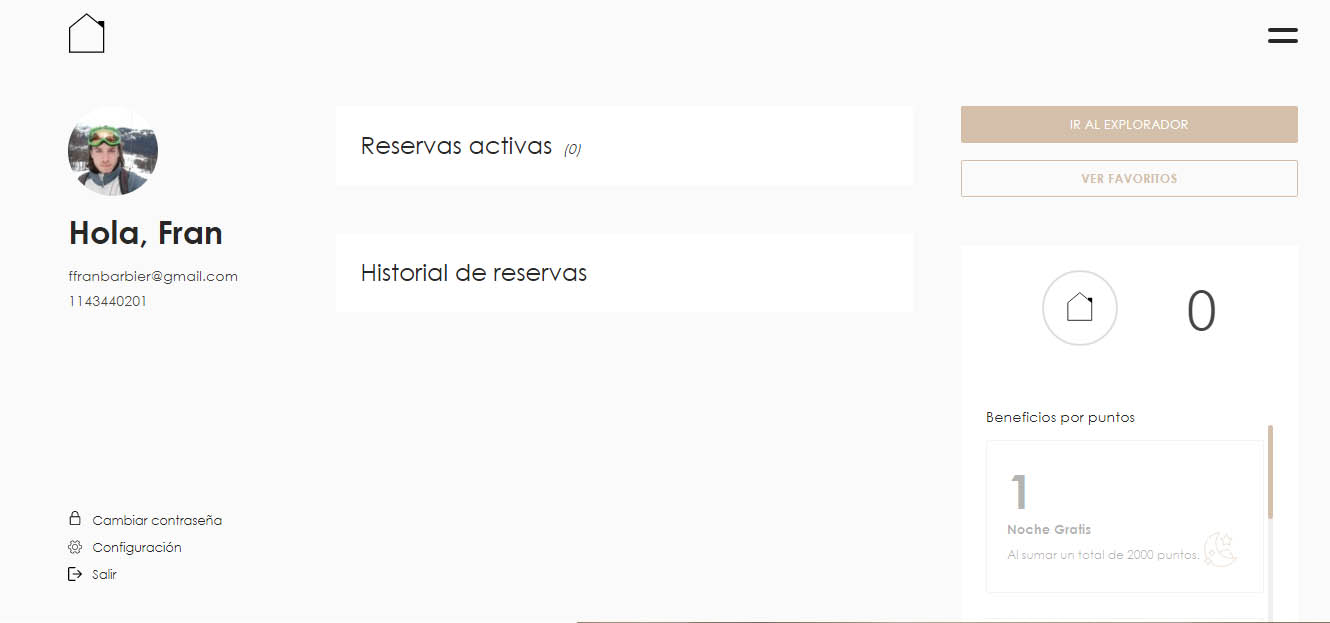 Hola, Fran
ffranbarbier@gmail.com
1143440201
Cambiar contraseña
Configuración
Salir
Reservas activas (0)
Historial de reservas
IR AL EXPLORADOR
VER FAVORITOS
0
Beneficios por puntos
1
Noche Gratis
Al sumar un total de 2000 puntos.